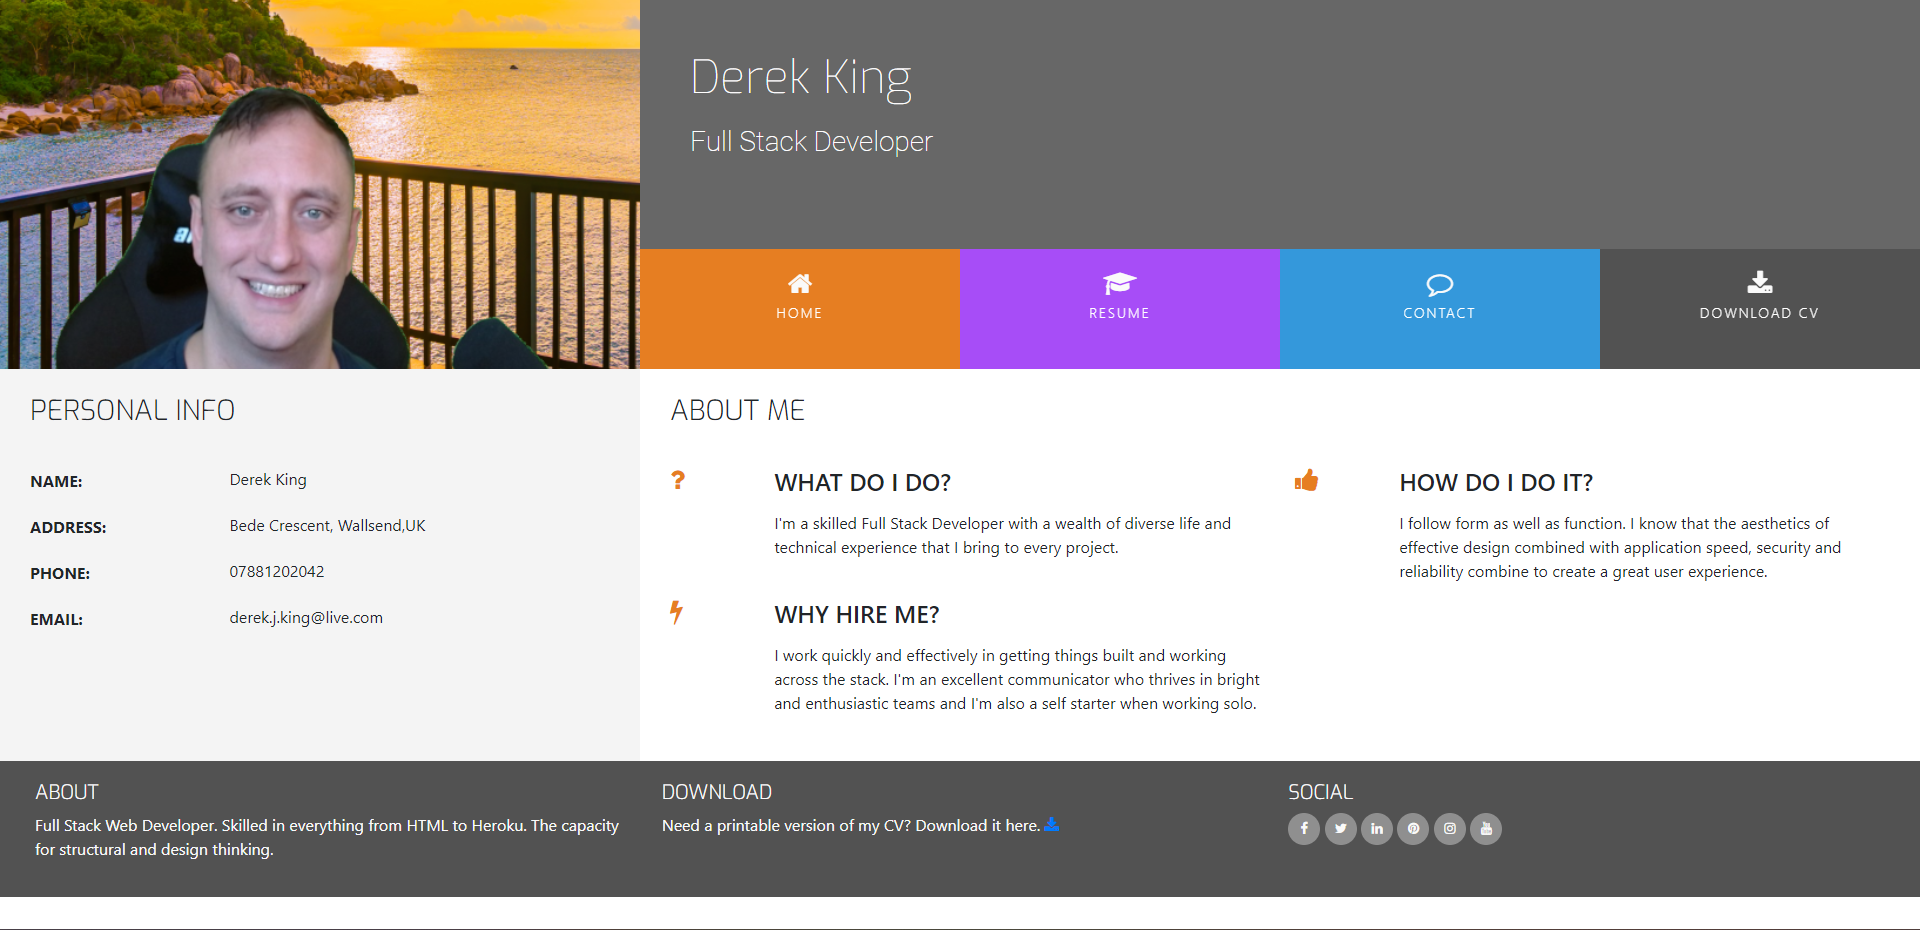 Derek King
Full Stack Developer
HOME
RESUME
CONTACT
DOWNLOAD CV
PERSONAL INFO
NAME: Derek King
ADDRESS: Bede Crescent, Wallsend,UK
PHONE: 07881202042
EMAIL: derek.j.king@live.com
ABOUT ME
WHAT DO I DO?
I'm a skilled Full Stack Developer with a wealth of diverse life and
technical experience that I bring to every project.
HOW DO I DO IT?
I follow form as well as function. I know that the aesthetics of
effective design combined with application speed, security and
reliability combine to create a great user experience.
WHY HIRE ME?
I work quickly and effectively in getting things built and working
across the stack. I'm an excellent communicator who thrives in bright
and enthusiastic teams and I'm also a self starter when working solo.
ABOUT
Full Stack Web Developer. Skilled in everything from HTML to Heroku. The capacity
for structural and design thinking.
DOWNLOAD
Need a printable version of my CV? Download it here.
SOCIAL